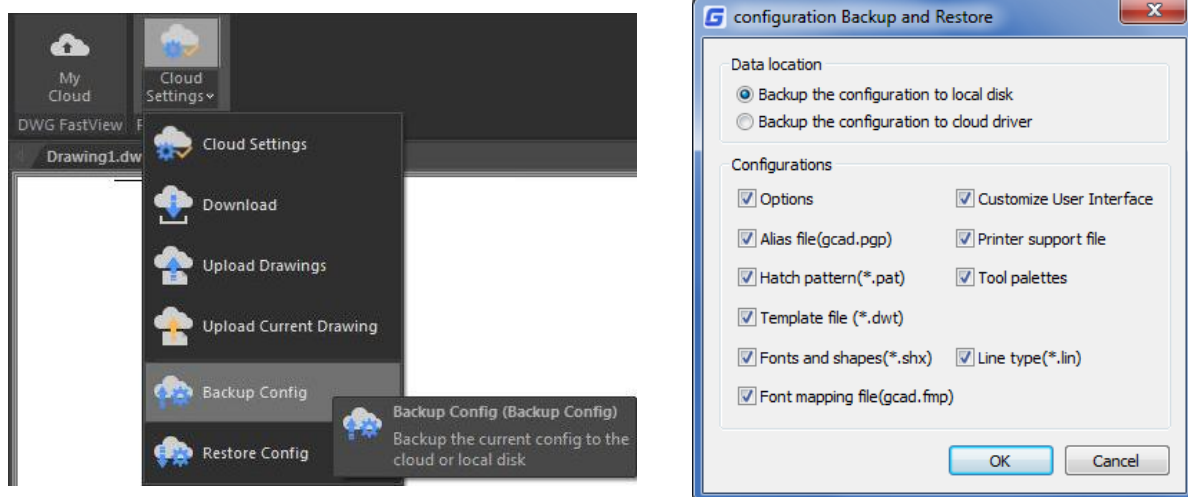 My
Cloud
Cloud
Settings
DWG FastView
Drawing1.dw
Cloud Settings
Download
Upload Drawings
Upload Current Drawing
Backup Config
Restore Config
Backup Config (Backup Config)
Backup the current config to the
cloud or local disk
configuration Backup and Restore
Data location
Backup the configuration to local disk
Backup the configuration to cloud driver
Configurations
Options
Customize User Interface
Alias file(gcad.pgp)
Printer support file
Hatch pattern(*.pat)
Tool palettes
Template file (*.dwt)
Fonts and shapes(*.shx)
Line type(*.lin)
Font mapping file(gcad.fmp)
OK
Cancel